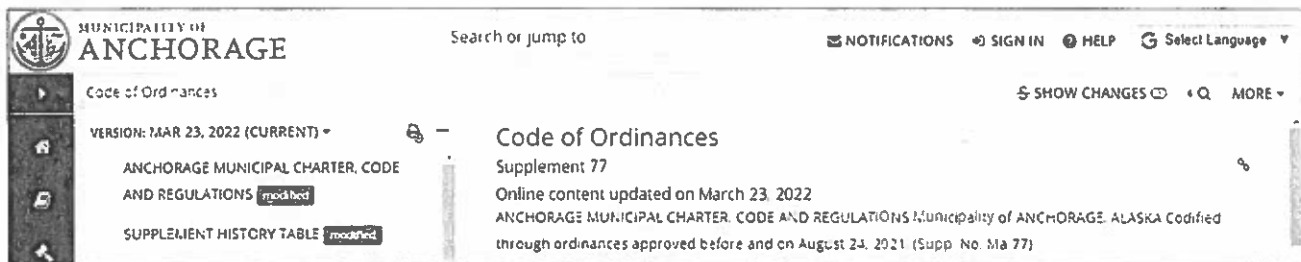 MUNICIPALITY OF
ANCHORAGE
Search or jump to
NOTIFICATIONS SIGN IN HELP G Select Language ▼
Code of Ordinances
SHOW CHANGES MORE
VERSION: MAR 23, 2022 (CURRENT)
ANCHORAGE MUNICIPAL CHARTER, CODE
AND REGULATIONS modified
SUPPLEMENT HISTORY TABLE modified
Code of Ordinances
Supplement 77
Online content updated on March 23, 2022
ANCHORAGE MUNICIPAL CHARTER, CODE AND REGULATIONS Municipality of ANCHORAGE, ALASKA Codified
through ordinances approved before and on August 24, 2021. (Supp. No. Ma 77)